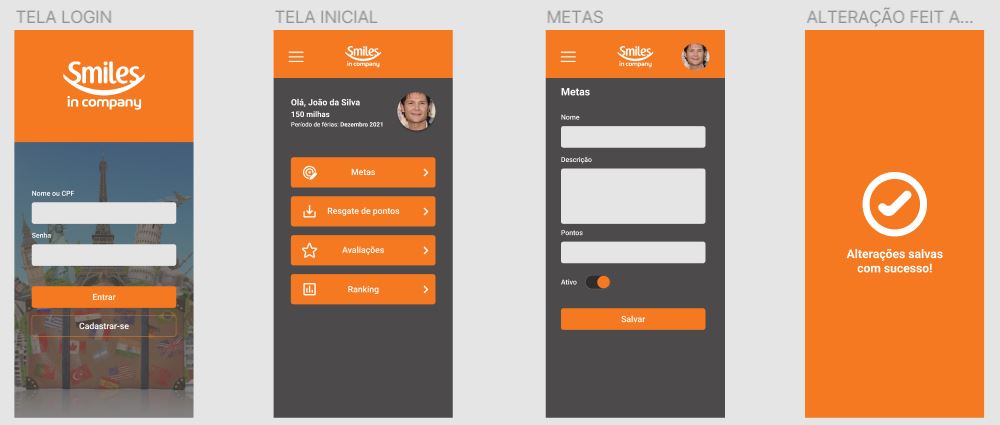 TELA LOGIN
Smiles
in company
Nome ou CPF
Senha
Entrar
Cadastrar-se
TELA INICIAL
Smiles
in company
Olá, João da Silva
150 milhas
Período de férias: Dezembro 2021
Metas
Resgate de pontos
Avaliações
Ranking
METAS
Smiles
in company
Metas
Nome
Descrição
Pontos
Ativo
Salvar
ALTERAÇÃO FEIT A...
Alterações salvas
com sucesso!